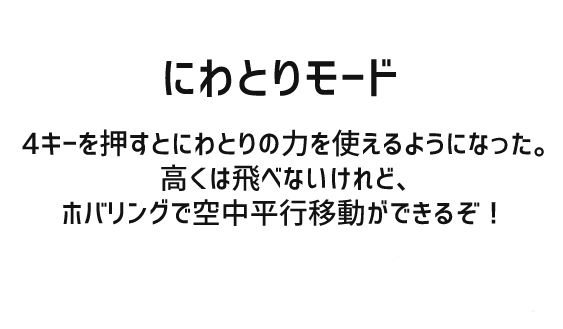 にわとりモード
4キーを押すとにわとりの力を使えるようになった。
高くは飛べないけれど、
ホバリングで空中平行移動ができるぞ！